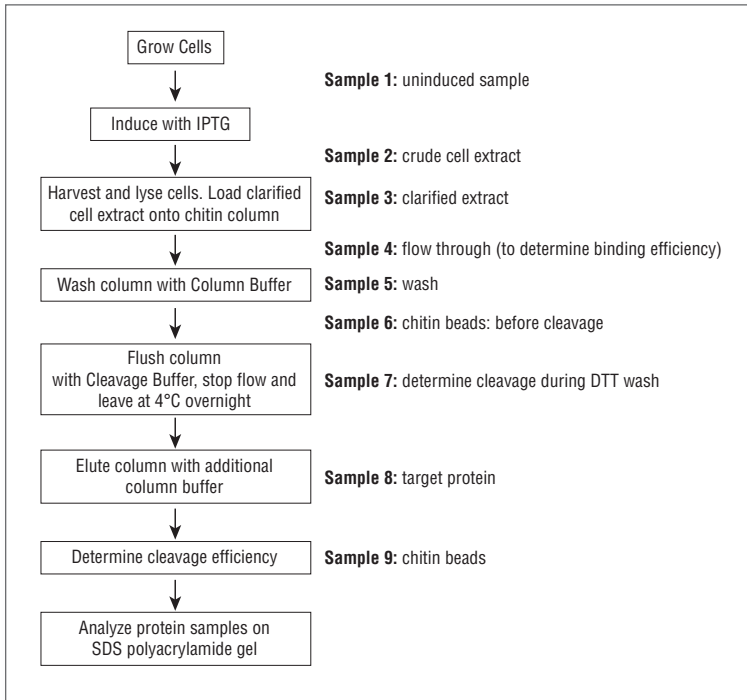 Grow Cells
Sample 1: uninduced sample
Induce with IPTG
Sample 2: crude cell extract
Harvest and lyse cells. Load clarified
cell extract onto chitin column
Sample 3: clarified extract
Sample 4: flow through (to determine binding efficiency)
Wash column with Column Buffer
Sample 5: wash
Sample 6: chitin beads: before cleavage
Flush column
with Cleavage Buffer, stop flow and
leave at 4°C overnight
Sample 7: determine cleavage during DTT wash
Elute column with additional
column buffer
Sample 8: target protein
Determine cleavage efficiency
Sample 9: chitin beads
Analyze protein samples on
SDS polyacrylamide gel